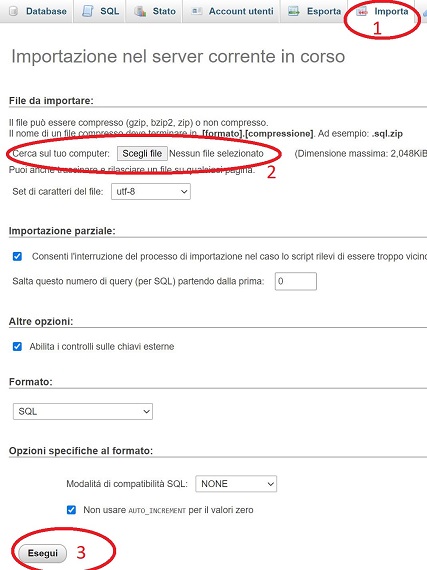 Database SQL Stato Account utenti Esporta Importa
1
Importazione nel server corrente in corso
File da importare:
Il file può essere compresso (gzip, bzip2, zip) o non compresso.
Il nome di un file compresso deve terminare in .[formato].[compressione]. Ad esempio: .sql.zip
Cerca sul tuo computer: Scegli file Nessun file selezionato (Dimensione massima: 2,048KiB
2
Puoi anche trascinare e rilasciare un file su qualsiasi pagina.
Set di caratteri del file: utf-8
Importazione parziale:
Consenti l'interruzione del processo di importazione nel caso lo script rilevi di essere troppo vicino
Salta questo numero di query (per SQL) partendo dalla prima: 0
Altre opzioni:
Abilita i controlli sulle chiavi esterne
Formato:
SQL
Opzioni specifiche al formato:
Modalità di compatibilità SQL: NONE
Non usare AUTO_INCREMENT per il valori zero
Esegui 3